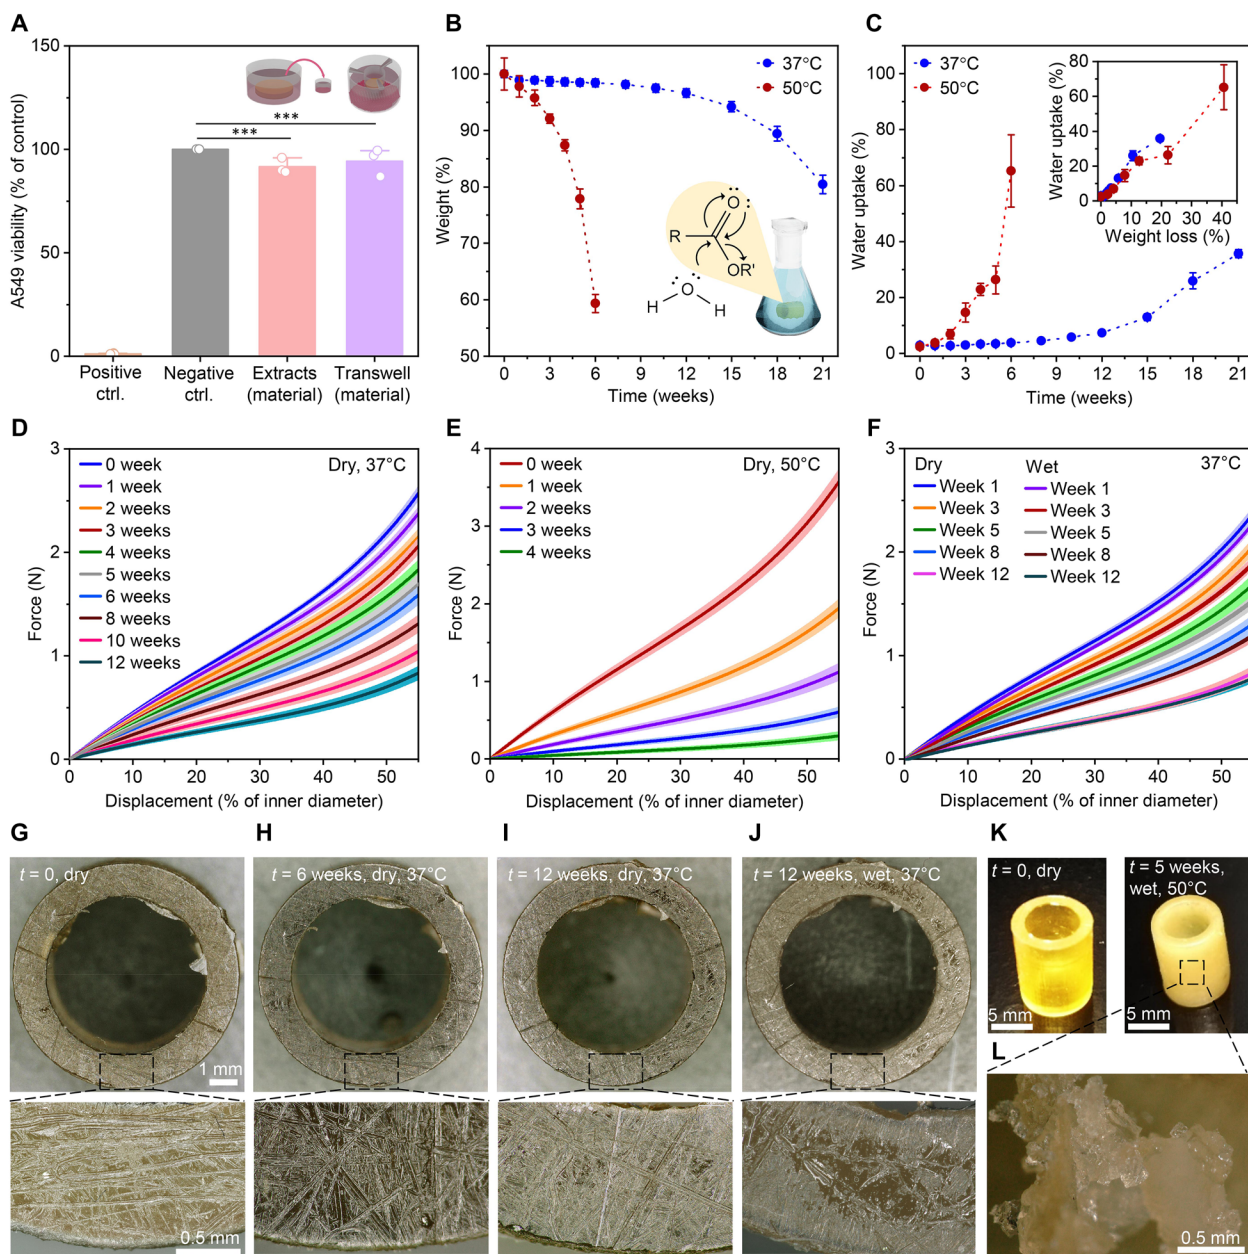 A
150
100
50
0
A549 viability (% of control)
***
***
Positive
ctrl.
Negative
ctrl.
Extracts
(material)
Transwell
(material)
B
100
90
80
70
60
50
Weight (%)
37°C
50°C
R
O
OR'
O
H
H
0
3
6
9
12
15
18
21
Time (weeks)
C
100
80
60
40
20
0
Water uptake (%)
37°C
50°C
80
60
40
20
0
Water uptake (%)
0 10 20 30 40
Weight loss (%)
0
3
6
9
12
15
18
21
Time (weeks)
D
3
2
1
0
Force (N)
0 week
1 week
2 weeks
3 weeks
4 weeks
5 weeks
6 weeks
8 weeks
10 weeks
12 weeks
Dry, 37°C
0
10
20
30
40
50
Displacement (% of inner diameter)
E
4
3
2
1
0
Force (N)
0 week
1 week
2 weeks
3 weeks
4 weeks
Dry, 50°C
0
10
20
30
40
50
Displacement (% of inner diameter)
F
3
2
1
0
Force (N)
Dry
Week 1
Week 3
Week 5
Week 8
Week 12
Wet
Week 1
Week 3
Week 5
Week 8
Week 12
37°C
0
10
20
30
40
50
Displacement (% of inner diameter)
G
t = 0, dry
1 mm
0.5 mm
H
t = 6 weeks, dry, 37°C
I
t = 12 weeks, dry, 37°C
J
t = 12 weeks, wet, 37°C
K
t = 0, dry
5 mm
t = 5 weeks,
wet, 50°C
5 mm
L
0.5 mm